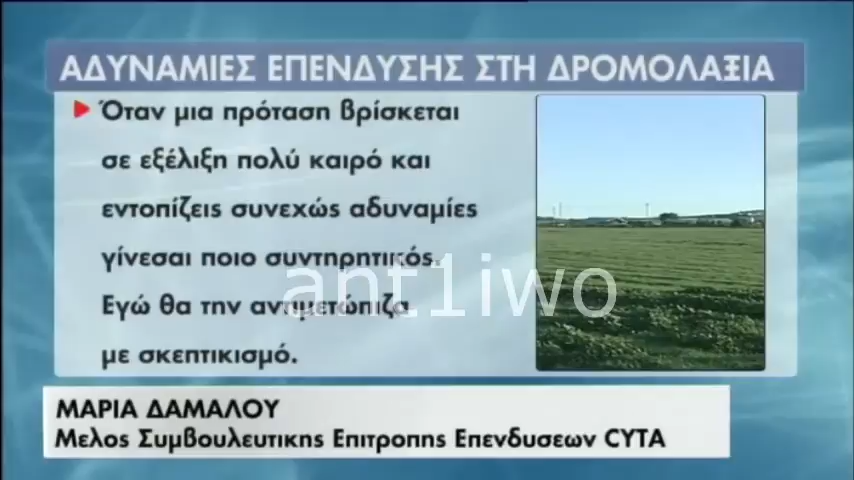 ΑΔΥΝΑΜΙΕΣ ΕΠΕΝΔΥΣΗΣ ΣΤΗ ΔΡΟΜΟΛΑΞΙΑ
Όταν μια πρόταση βρίσκεται
σε εξέλιξη πολύ καιρό και
εντοπίζεις συνεχώς αδυναμίες
γίνεσαι ποιο συντηρητικός.
Εγώ θα την αντιμετώπιζα
με σκεπτικισμό.
ant1iwo
ΜΑΡΙΑ ΔΑΜΑΛΟΥ
Μελος Συμβουλευτικης Επιτροπης Επενδυσεων CYTA